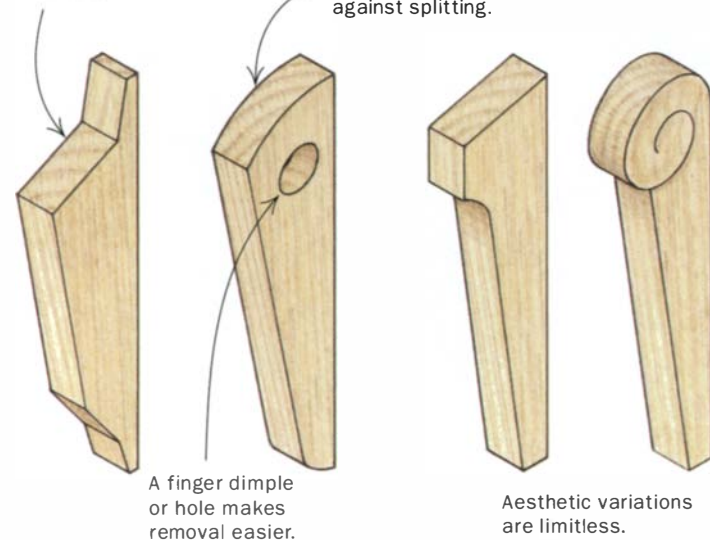 against splitting.
A finger dimple
or hole makes
removal easier.
Aesthetic variations
are limitless.